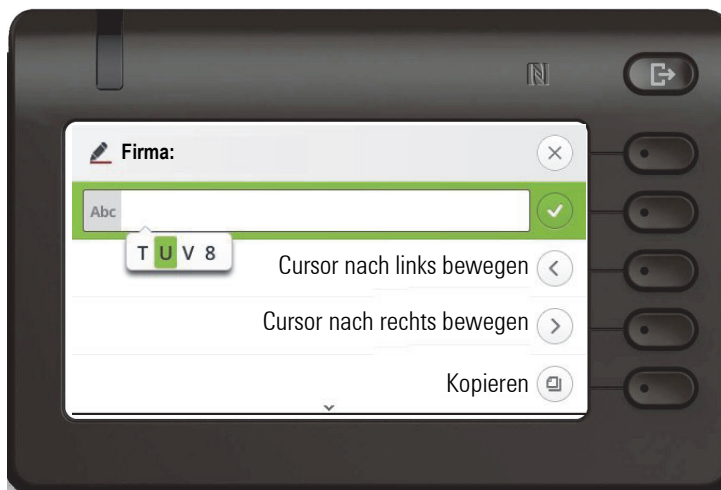 Firma:
Abc
T U V 8
Cursor nach links bewegen
Cursor nach rechts bewegen
Kopieren